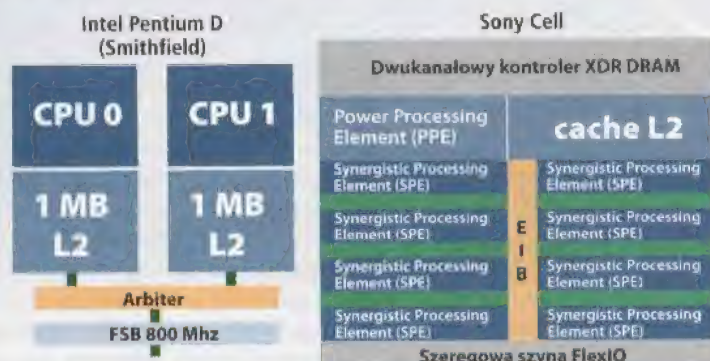 Intel Pentium D
(Smithfield)
CPU 0
CPU 1
1 MB
L2
1 MB
L2
Arbiter
FSB 800 Mhz
Sony Cell
Dwukanałowy kontroler XDR DRAM
Power Processing
Element (PPE)
cache L2
Synergistic Processing
Element (SPE)
Synergistic Processing
Element (SPE)
Synergistic Processing
Element (SPE)
Synergistic Processing
Element (SPE)
E
I
B
Synergistic Processing
Element (SPE)
Synergistic Processing
Element (SPE)
Synergistic Processing
Element (SPE)
Synergistic Processing
Element (SPE)
Szeregowa szyna FlexIO